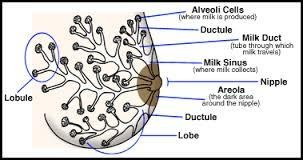 Alveoli Cells
(where milk is produced)
Ductule
Milk Duct
(tube through which
milk travels)
Milk Sinus
(where milk collects)
Nipple
Areola
(the dark area
around the nipple)
Ductule
Lobe
Lobule